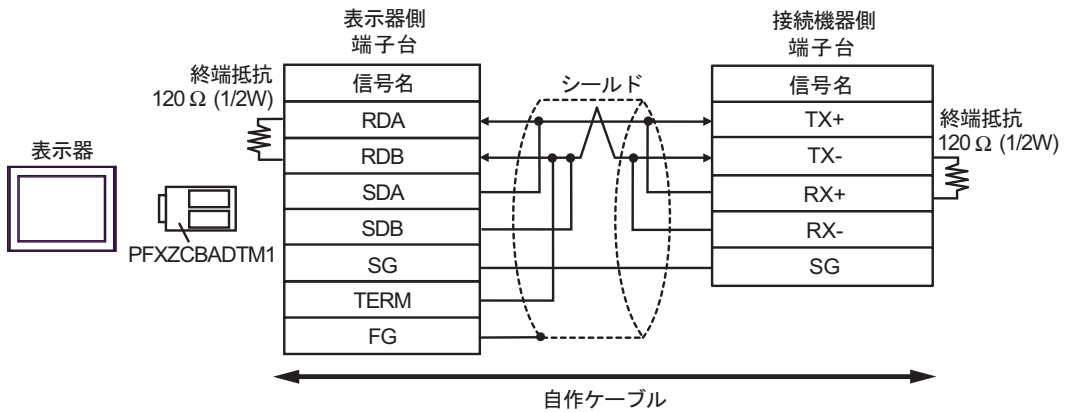 表示器側
端子台
接続機器側
端子台
終端抵抗
120 Ω (1/2W)
信号名
シールド
信号名
RDA
TX+
終端抵抗
120 Ω (1/2W)
表示器
RDB
TX-
SDA
RX+
SDB
RX-
PFXZCBADTM1
SG
SG
TERM
FG
自作ケーブル